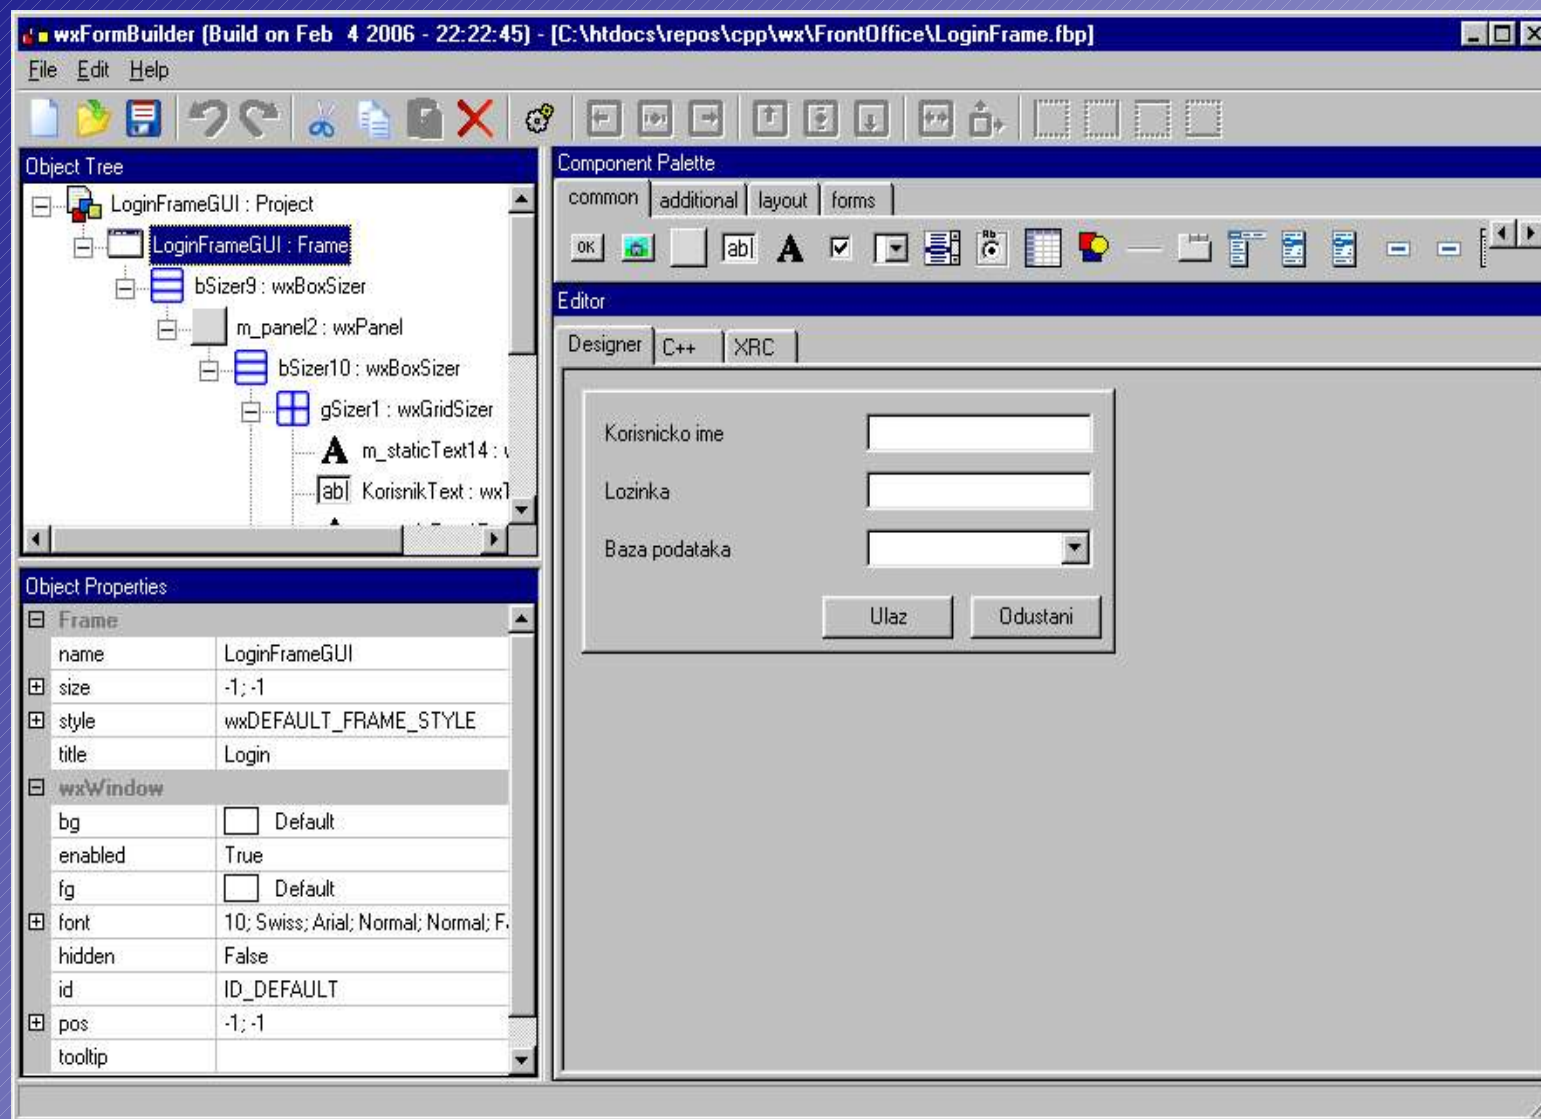 wxFormBuilder (Build on Feb 4 2006 - 22:22:45) - [C:\htdocs\repos\cpp\wx\FrontOffice\LoginFrame.fbp]
File Edit Help
Object Tree
LoginFrameGUI : Project
LoginFrameGUI : Frame
bSizer9 : wxBoxSizer
m_panel2 : wxPanel
bSizer10 : wxBoxSizer
gSizer1 : wxGridSizer
m_staticText14 :
KorisnikText :
Component Palette
common additional layout forms
OK ab A Rb
Editor
Designer C++ XRC
Korisnicko ime
Lozinka
Baza podataka
Ulaz Odustani
Object Properties
Frame
name LoginFrameGUI
size -1; -1
style wxDEFAULT_FRAME_STYLE
title Login
wxWindow
bg Default
enabled True
fg Default
font 10; Swiss; Arial; Normal; Normal;
hidden False
id ID_DEFAULT
pos -1; -1
tooltip